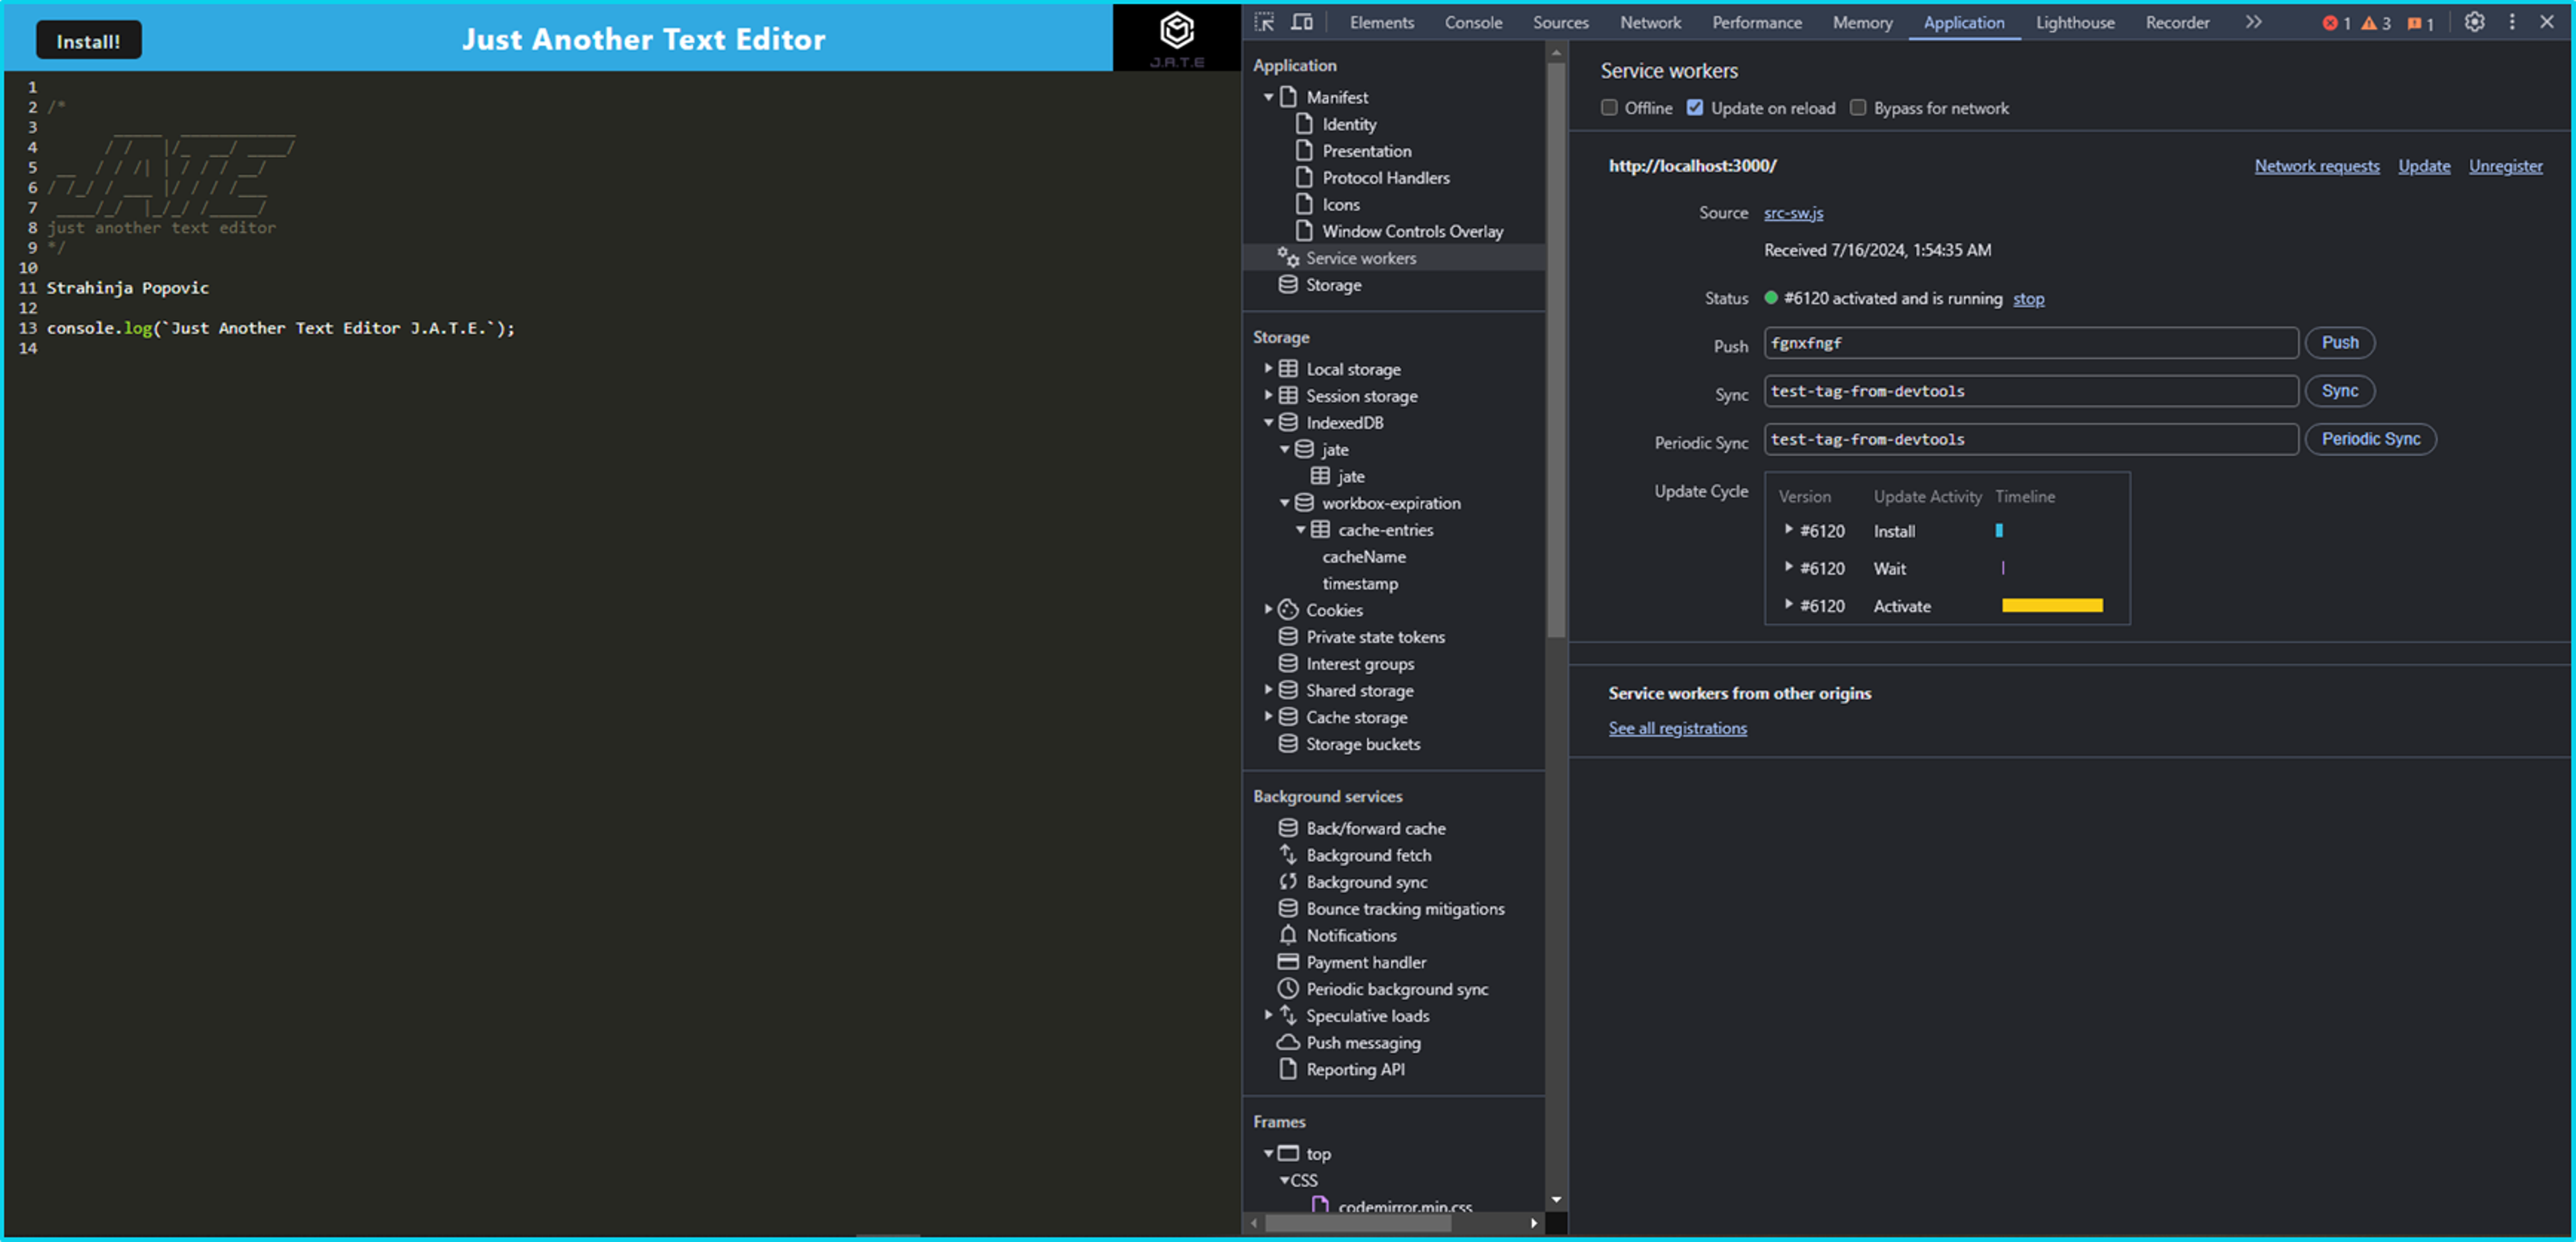 Install!
Just Another Text Editor
J.A.T.E
1
2 /*
3
4
5
6
7
8 just another text editor
9 */
10
11 Strahinja Popovic
12
13 console.log(`Just Another Text Editor J.A.T.E.`);
14
Elements Console Sources Network Performance Memory Application Lighthouse Recorder 1 3 1
Application
Manifest
Identity
Presentation
Protocol Handlers
Icons
Window Controls Overlay
Service workers
Storage
Storage
Local storage
Session storage
IndexedDB
jate
jate
workbox-expiration
cache-entries
cacheName
timestamp
Cookies
Private state tokens
Interest groups
Shared storage
Cache storage
Storage buckets
Background services
Back/forward cache
Background fetch
Background sync
Bounce tracking mitigations
Notifications
Payment handler
Periodic background sync
Speculative loads
Push messaging
Reporting API
Frames
top
CSS
codemirror.min.css
Service workers
Offline Update on reload Bypass for network
http://localhost:3000/ Network requests Update Unregister
Source src-sw.js
Received 7/16/2024, 1:54:35 AM
Status #6120 activated and is running stop
Push fgnxfngf Push
Sync test-tag-from-devtools Sync
Periodic Sync test-tag-from-devtools Periodic Sync
Update Cycle Version Update Activity Timeline
#6120 Install
#6120 Wait
#6120 Activate
Service workers from other origins
See all registrations